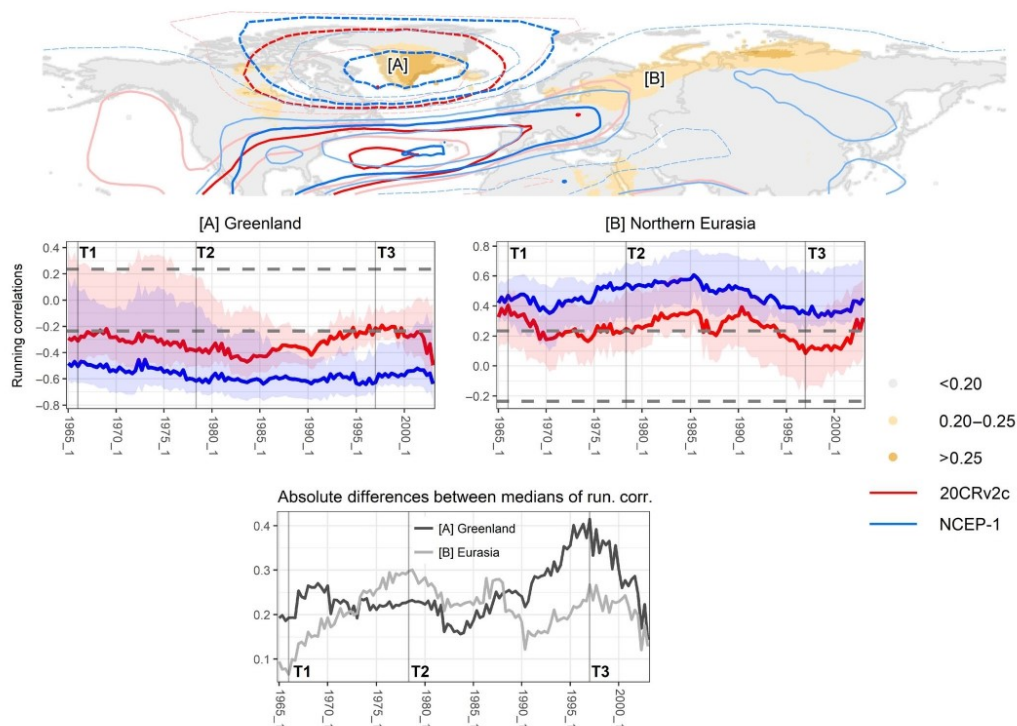 [A]
[B]
[A] Greenland
[B] Northern Eurasia
Running correlations
0.4
0.2
0.0
−0.2
−0.4
−0.6
−0.8
T1
T2
T3
1965_1
1970_1
1975_1
1980_1
1985_1
1990_1
1995_1
2000_1
0.8
0.6
0.4
0.2
0.0
−0.2
T1
T2
T3
1965_1
1970_1
1975_1
1980_1
1985_1
1990_1
1995_1
2000_1
<0.20
0.20−0.25
>0.25
20CRv2c
NCEP-1
Absolute differences between medians of run. corr.
[A] Greenland
[B] Eurasia
0.4
0.3
0.2
0.1
T1
T2
T3
1965_1
1970_1
1975_1
1980_1
1985_1
1990_1
1995_1
2000_1